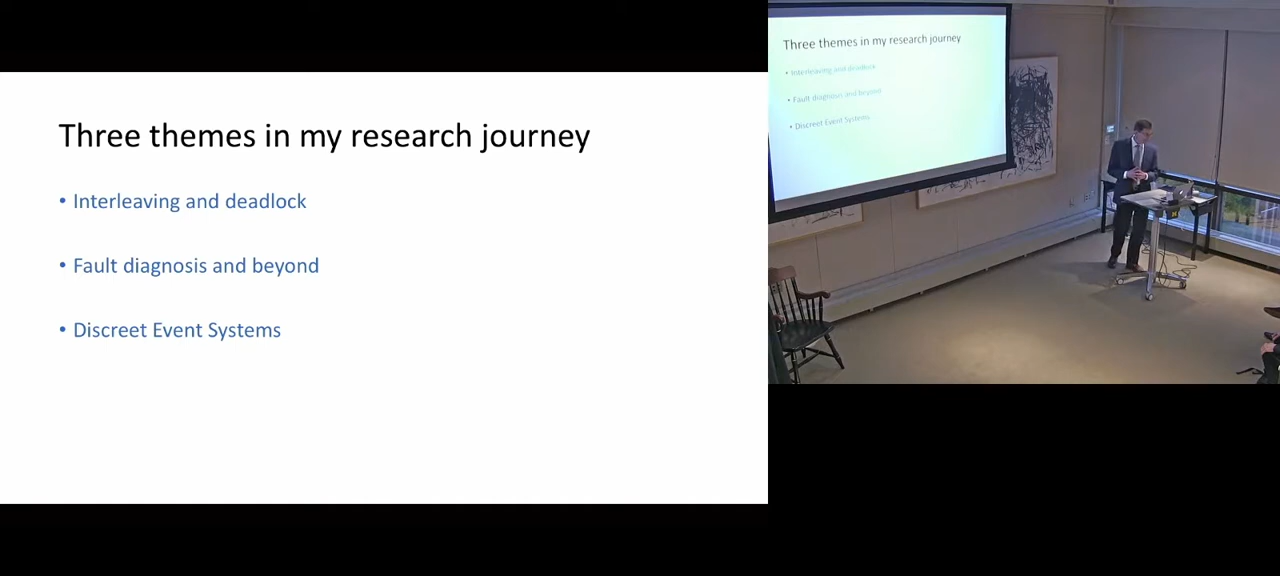 Three themes in my research journey
• Interleaving and deadlock
• Fault diagnosis and beyond
• Discreet Event Systems
Three themes in my research journey
• Interleaving and deadlock
• Fault diagnosis and beyond
• Discreet Event Systems